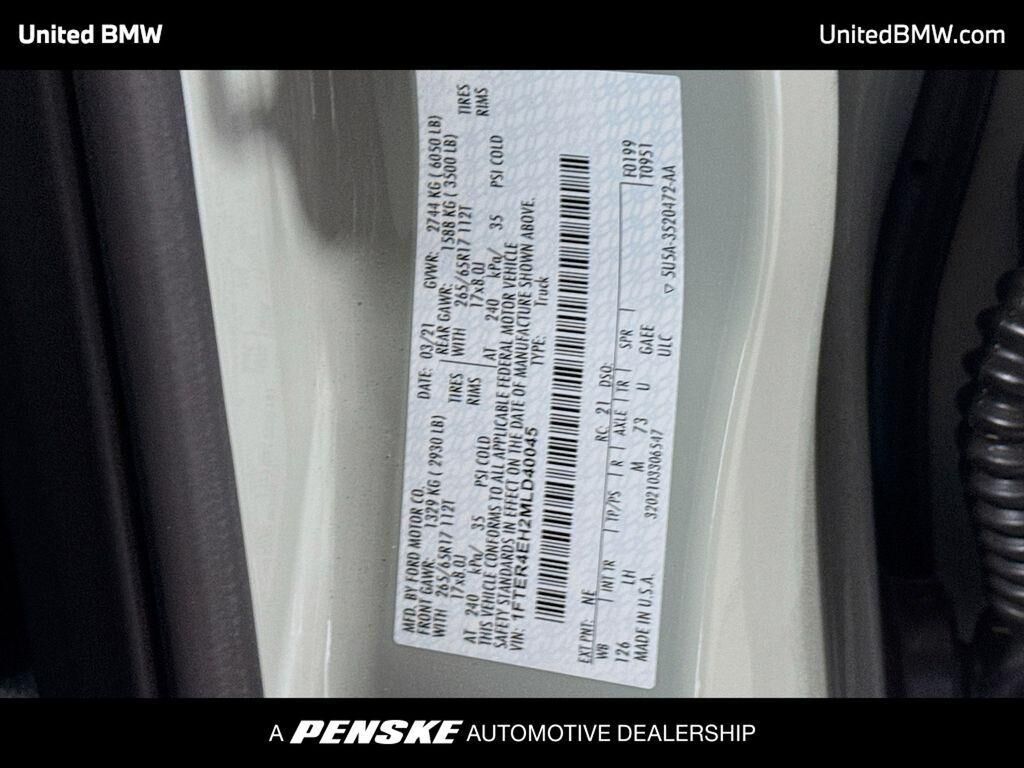 United BMW
UnitedBMW.com
MFD. BY FORD MOTOR CO. DATE: 03/21 GVWR: 2744 KG ( 6050 LB)
FRONT GAWR: 1329 KG ( 2930 LB) REAR GAWR: 1588 KG ( 3500 LB)
WITH 265/65R17 112T TIRES WITH 265/65R17 112T TIRES
17x8.0J RIMS 17x8.0J RIMS
AT 240 kPa/ 35 PSI COLD AT 240 kPa/ 35 PSI COLD
THIS VEHICLE CONFORMS TO ALL APPLICABLE FEDERAL MOTOR VEHICLE
SAFETY STANDARDS IN EFFECT ON THE DATE OF MANUFACTURE SHOWN ABOVE.
VIN: 1FTER4EH2MLD40045 TYPE: Truck
EXT PNT: NE RC: 21 DSO: F0199
WB INT TR TP/PS R AXLE TR SPR T0951
126 LH M 73 U GAEE
MADE IN U.S.A. 3202103306547 ULC ▽ 5U5A-3520472-AA
A PENSKE AUTOMOTIVE DEALERSHIP